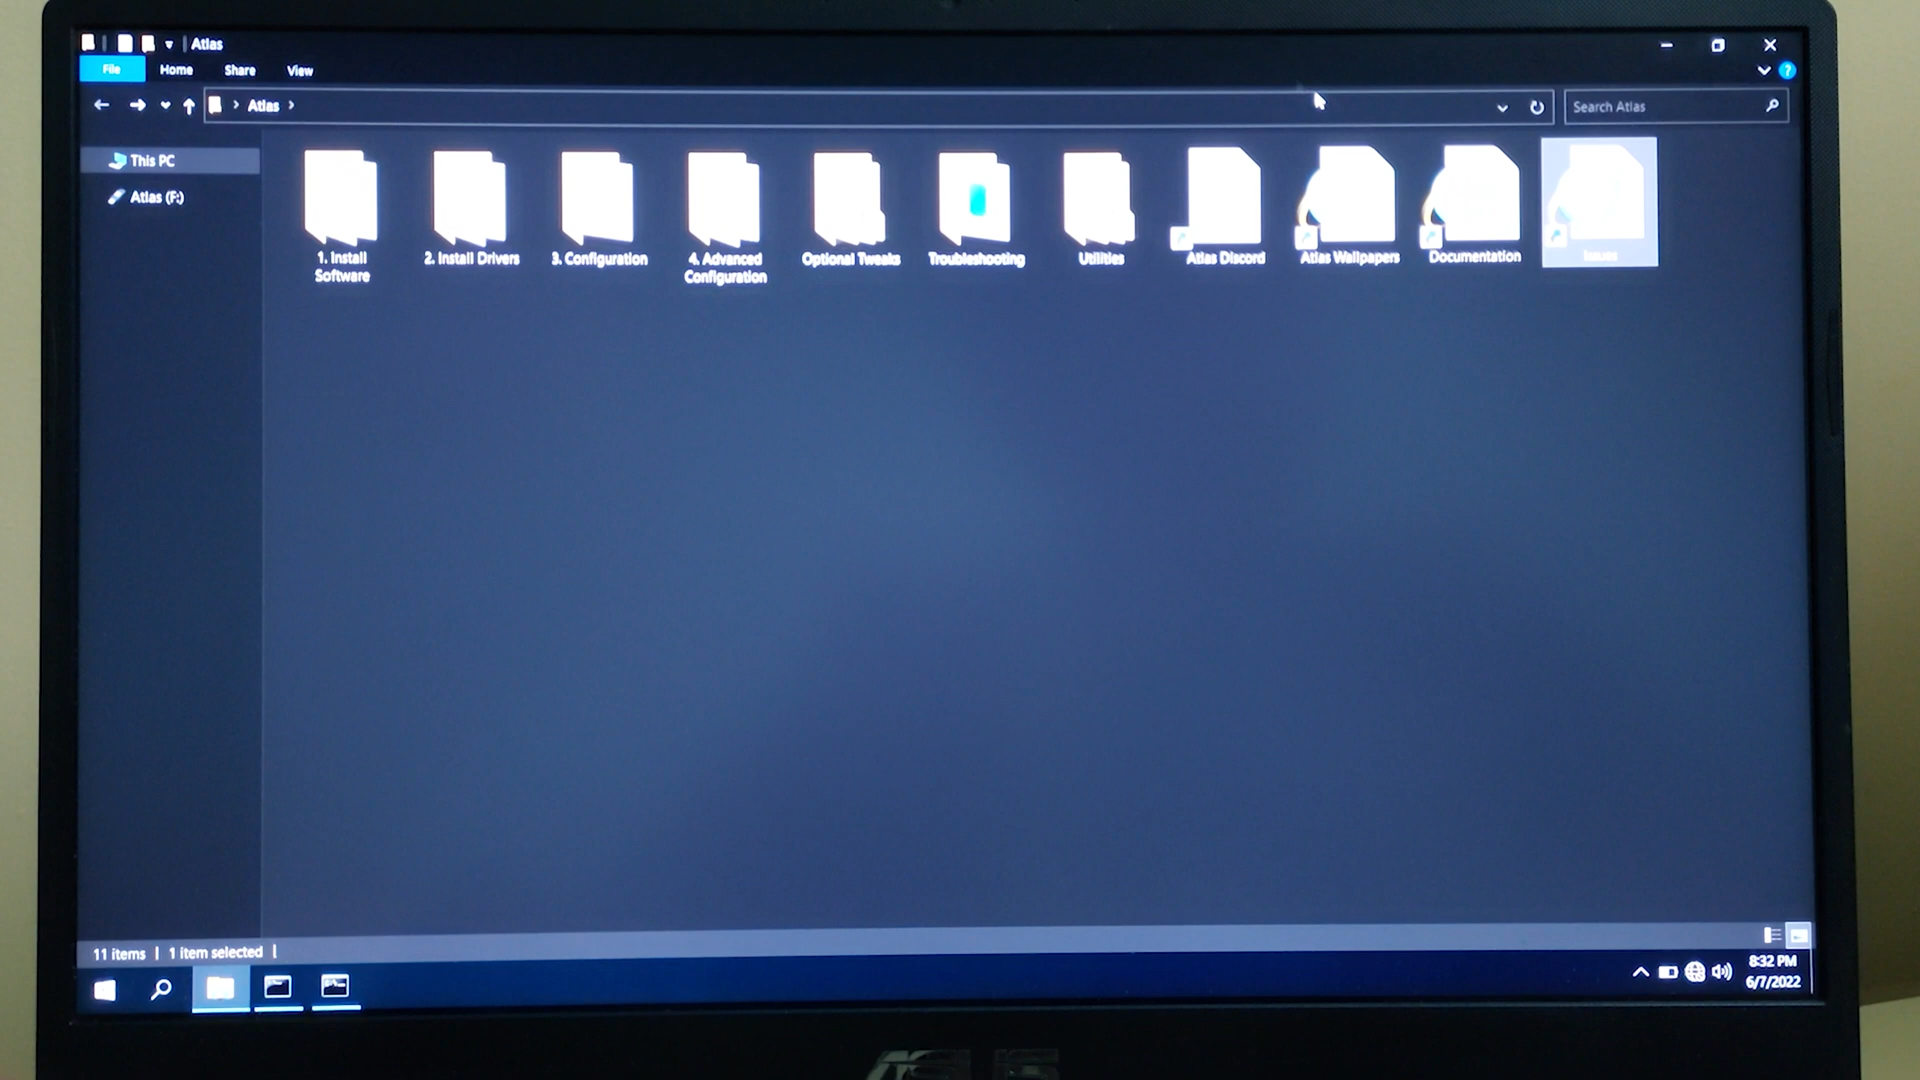 Atlas
File Home Share View
Atlas
Search Atlas
This PC
Atlas (F:)
1. Install
Software
2. Install Drivers
3. Configuration
4. Advanced
Configuration
Optional Tweaks
Troubleshooting
Utilities
Atlas Discord
Atlas Wallpapers
Documentation
Issues
11 items 1 item selected
8:32 PM
6/7/2022